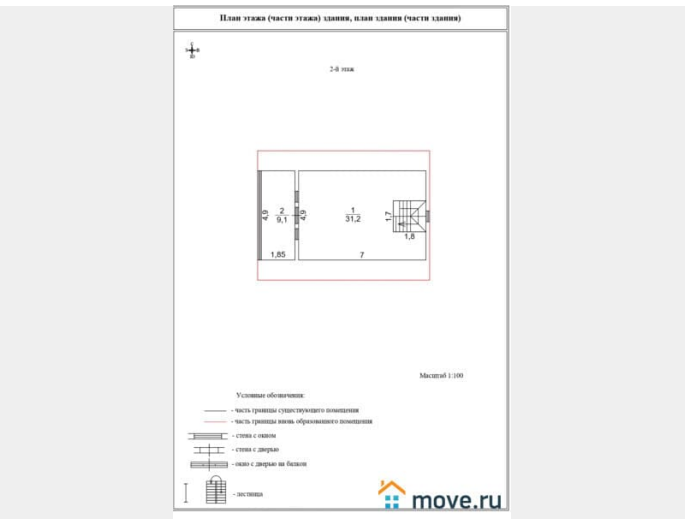 План этажа (части этажа) здания, план здания (части здания)
С
З В
Ю
2-й этаж
2
9,1
4,9
1,85
1
31,2
4,9
7
1,7
1,8
Масштаб 1:100
Условные обозначения:
- часть границы существующего помещения
- часть границы вновь образованного помещения
- стена с окном
- стена с дверью
- окно с дверью на балкон
- лестница
move.ru